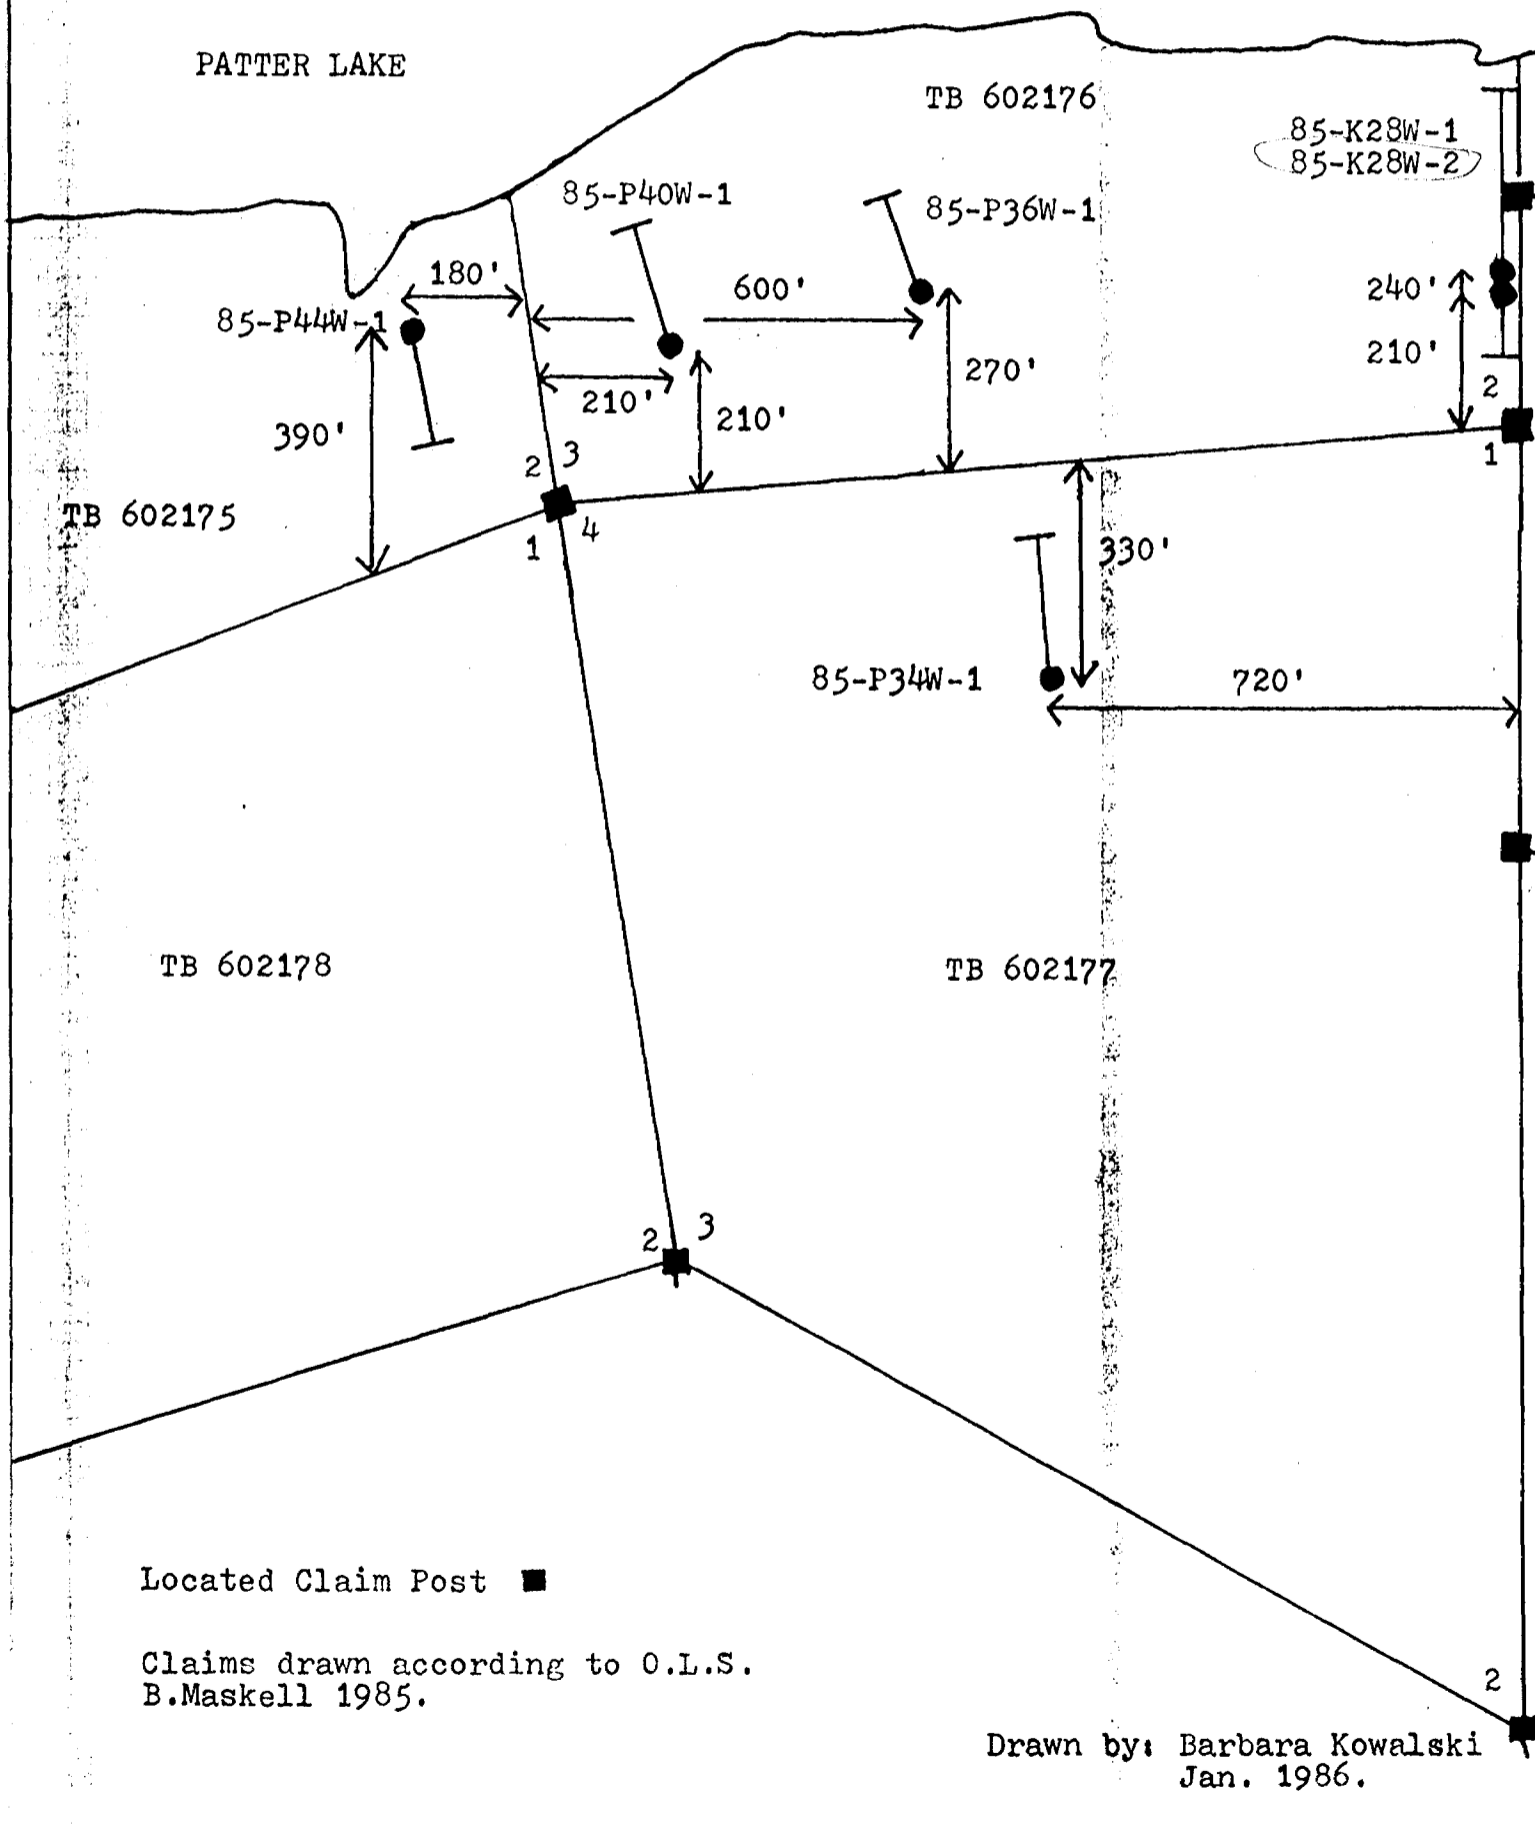 PATTER LAKE
TB 602176
85-K28W-1
85-K28W-2
85-P40W-1
85-P36W-1
180'
600'
240'
85-P44W-1
210'
270'
2
210'
210'
390'
2 3
1
TB 602175
1 4
330'
85-P34W-1
720'
TB 602178
TB 602177
2 3
Located Claim Post
Claims drawn according to O.L.S.
B.Maskell 1985.
2
Drawn by: Barbara Kowalski
Jan. 1986.